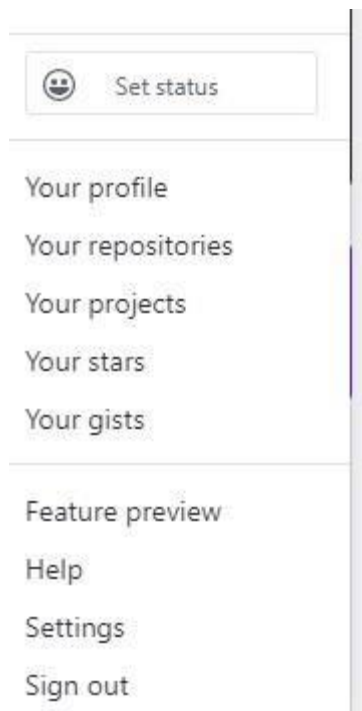 Set status
Your profile
Your repositories
Your projects
Your stars
Your gists
Feature preview
Help
Settings
Sign out